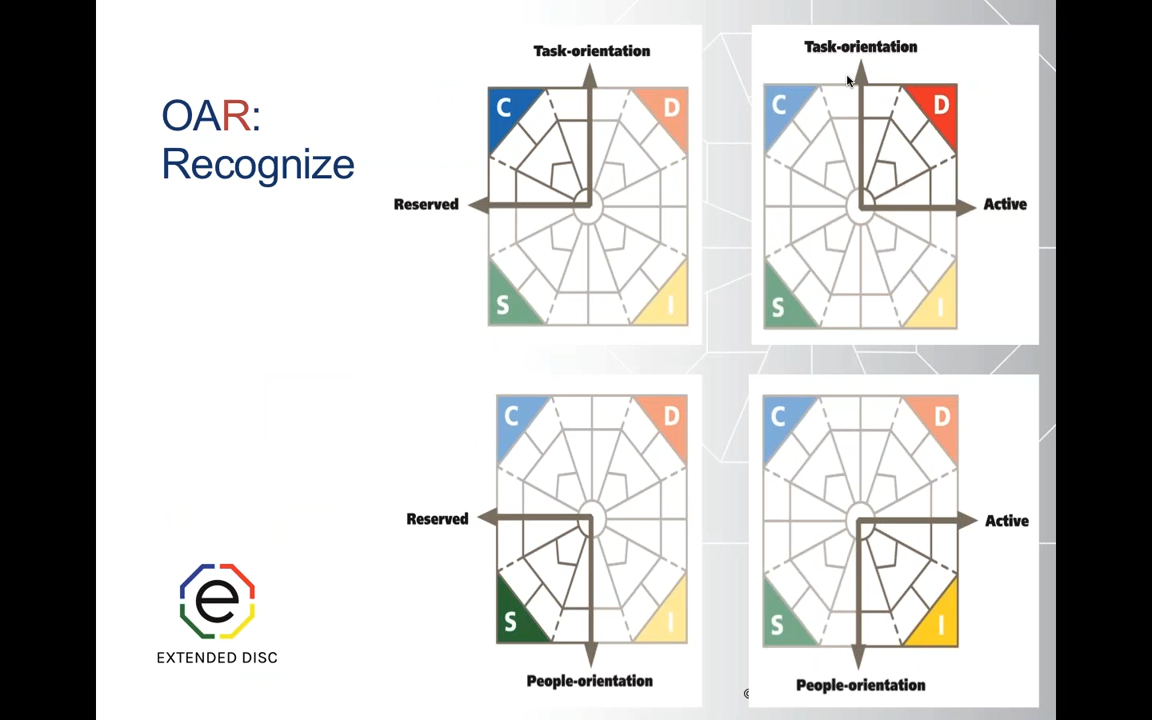 OAR:
Recognize
Task-orientation
C
D
Reserved
S
I
Task-orientation
C
D
Active
S
I
C
D
Reserved
S
I
People-orientation
C
D
Active
S
I
People-orientation
e
EXTENDED DISC
©